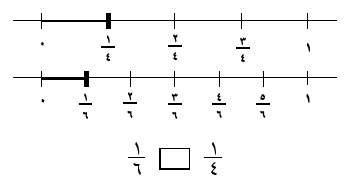 ٠ ١/٤ ٢/٤ ٣/٤ ١
٠ ١/٦ ٢/٦ ٣/٦ ٤/٦ ٥/٦ ١
١/٦ □ ١/٤